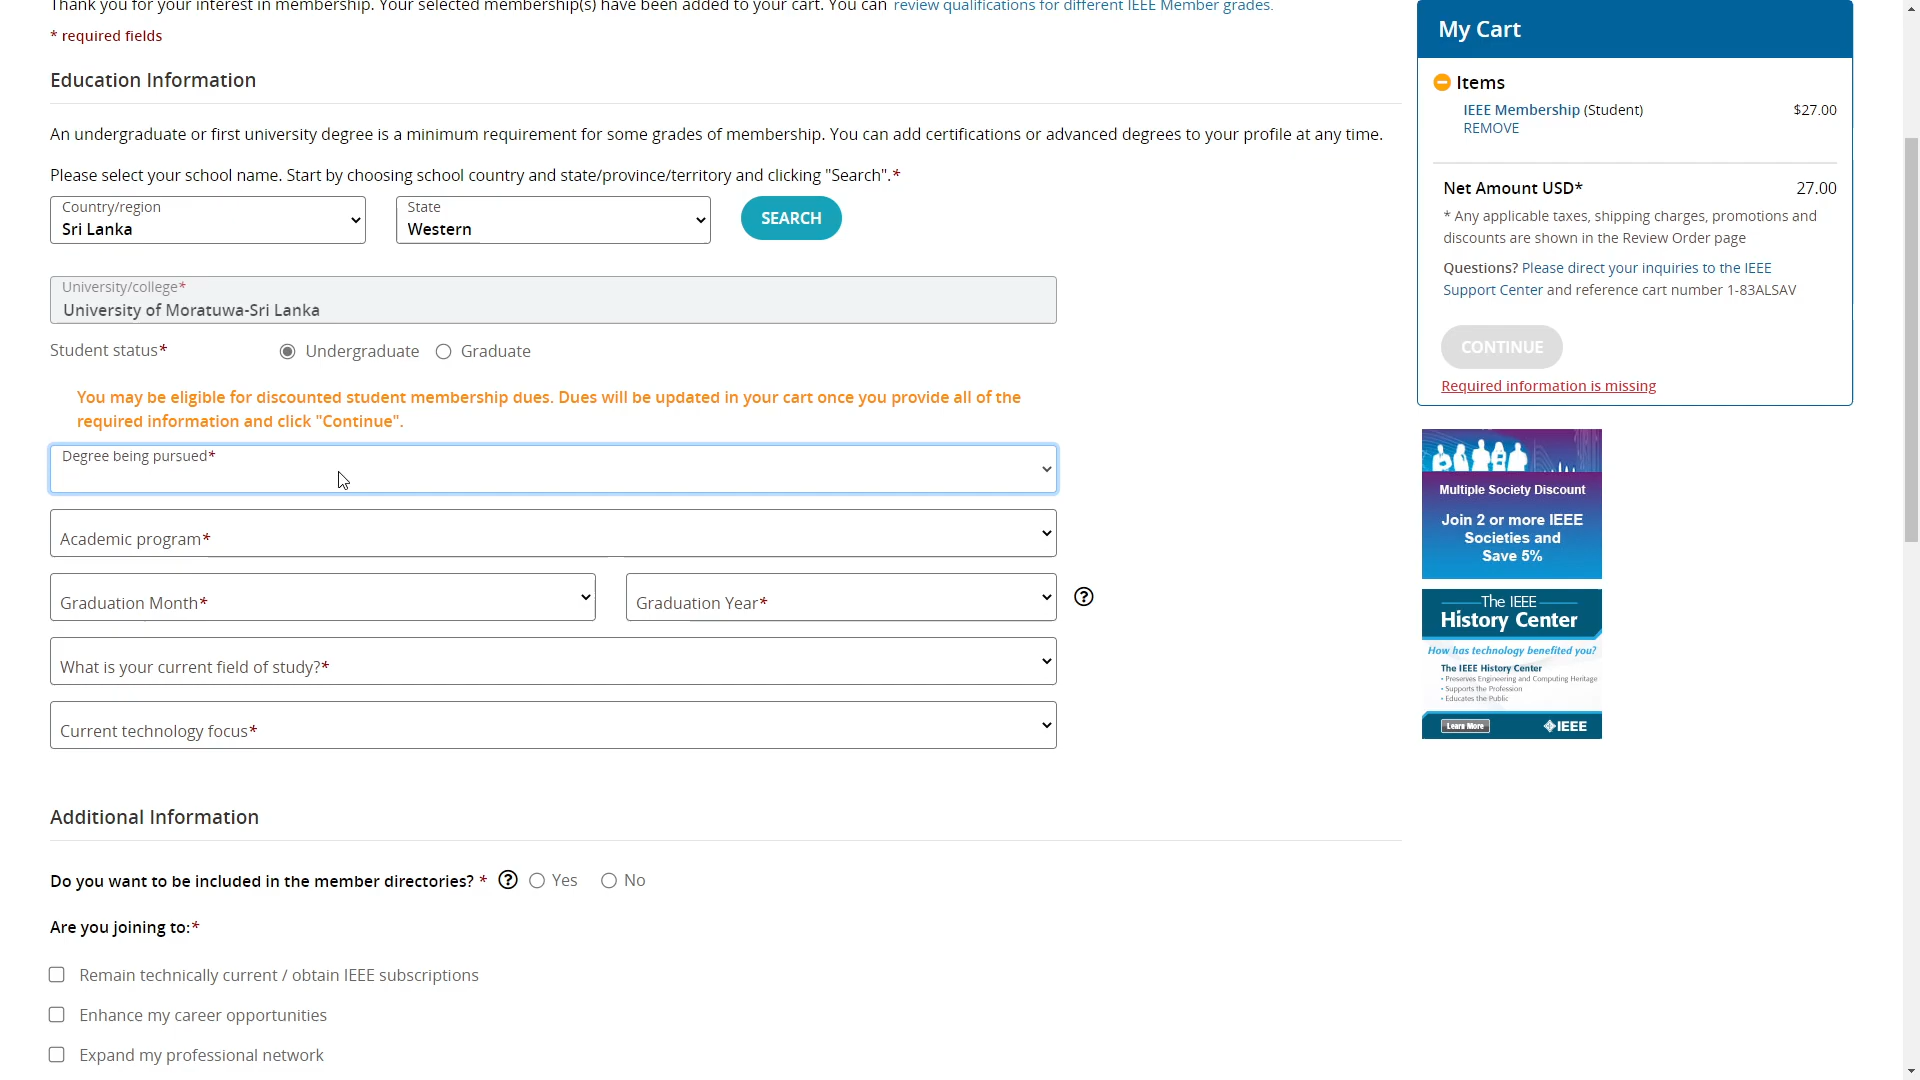 Thank you for your interest in membership. Your selected membership(s) have been added to your cart. You can review qualifications for different IEEE Member grades.
* required fields
Education Information
An undergraduate or first university degree is a minimum requirement for some grades of membership. You can add certifications or advanced degrees to your profile at any time.
Please select your school name. Start by choosing school country and state/province/territory and clicking "Search".*
Country/region
Sri Lanka
State
Western
SEARCH
University/college*
University of Moratuwa-Sri Lanka
Student status*
Undergraduate
Graduate
You may be eligible for discounted student membership dues. Dues will be updated in your cart once you provide all of the
required information and click "Continue".
Degree being pursued*
Academic program*
Graduation Month*
Graduation Year*
What is your current field of study?*
Current technology focus*
Additional Information
Do you want to be included in the member directories? *
Yes
No
Are you joining to:*
Remain technically current / obtain IEEE subscriptions
Enhance my career opportunities
Expand my professional network
My Cart
Items
IEEE Membership (Student) $27.00
REMOVE
Net Amount USD* 27.00
* Any applicable taxes, shipping charges, promotions and
discounts are shown in the Review Order page
Questions? Please direct your inquiries to the IEEE
Support Center and reference cart number 1-83ALSAV
CONTINUE
Required information is missing
Multiple Society Discount
Join 2 or more IEEE
Societies and
Save 5%
The IEEE
History Center
How has technology benefited you?
The IEEE History Center
• Preserves Engineering and Computing Heritage
• Supports the Profession
• Educates the Public
Learn More
IEEE